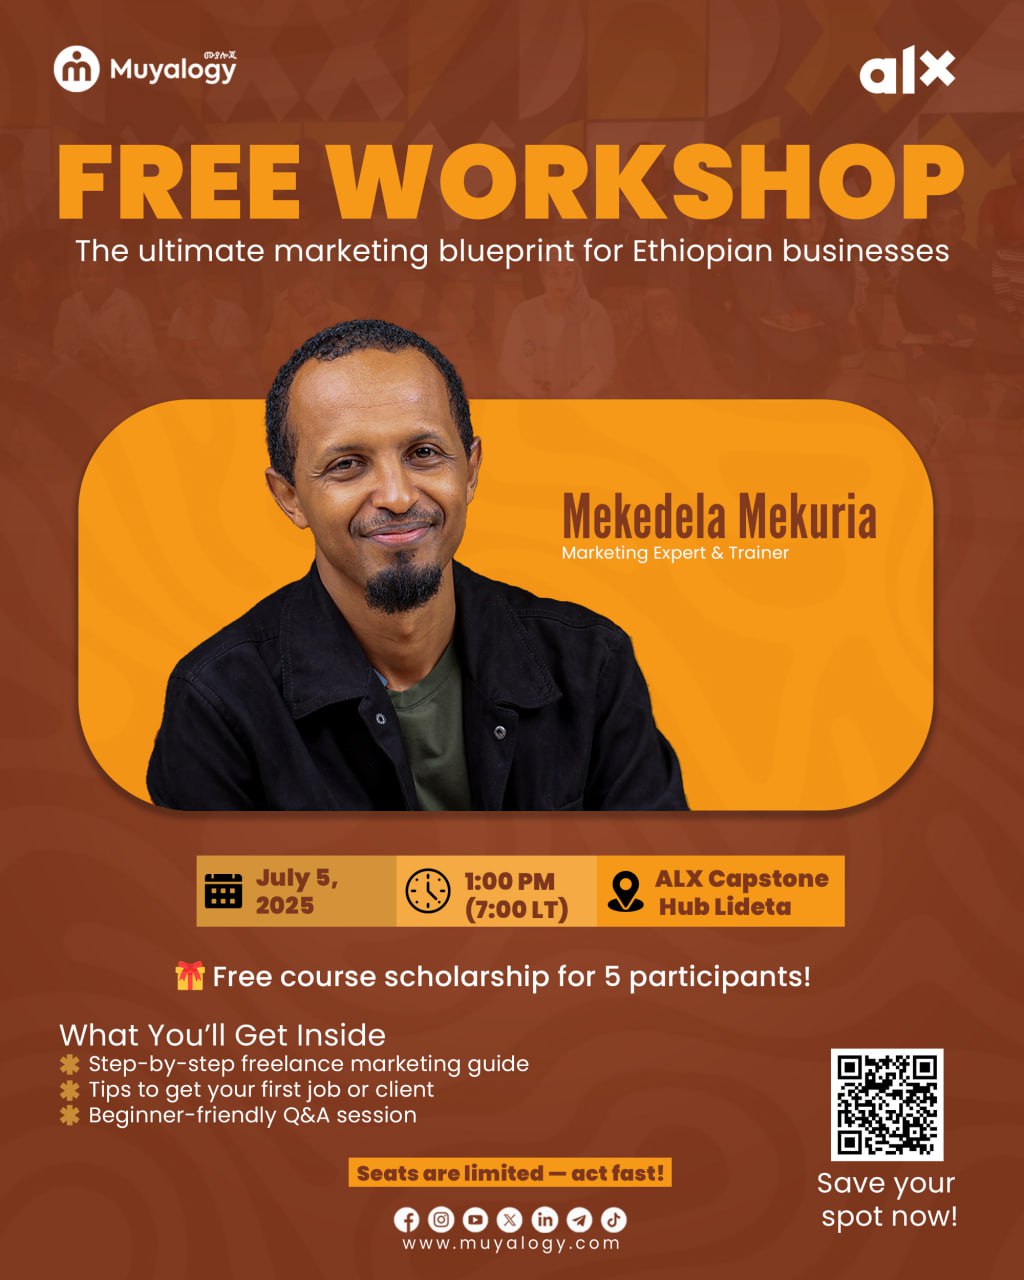 ሙያሎጂ
Muyalogy
alx
FREE WORKSHOP
The ultimate marketing blueprint for Ethiopian businesses
Mekedela Mekuria
Marketing Expert & Trainer
July 5,
2025
1:00 PM
(7:00 LT)
ALX Capstone
Hub Lideta
Free course scholarship for 5 participants!
What You’ll Get Inside
Step-by-step freelance marketing guide
Tips to get your first job or client
Beginner-friendly Q&A session
Seats are limited — act fast!
Save your
spot now!
www.muyalogy.com